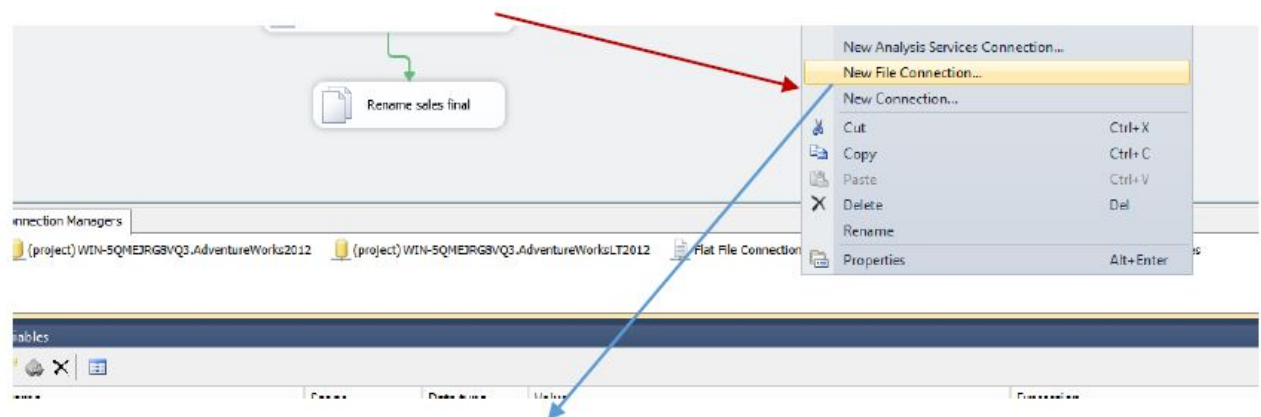 New Analysis Services Connection...
New File Connection...
New Connection...
Rename sales final
Cut Ctrl+X
Copy Ctrl+C
Paste Ctrl+V
Delete Del
Rename
Properties Alt+Enter
onnection Managers
(project) WIN-5QMEJRG8VQ3.AdventureWorks2012 (project) WIN-5QMEJRG8VQ3.AdventureWorksLT2012 Flat File Connection
iables